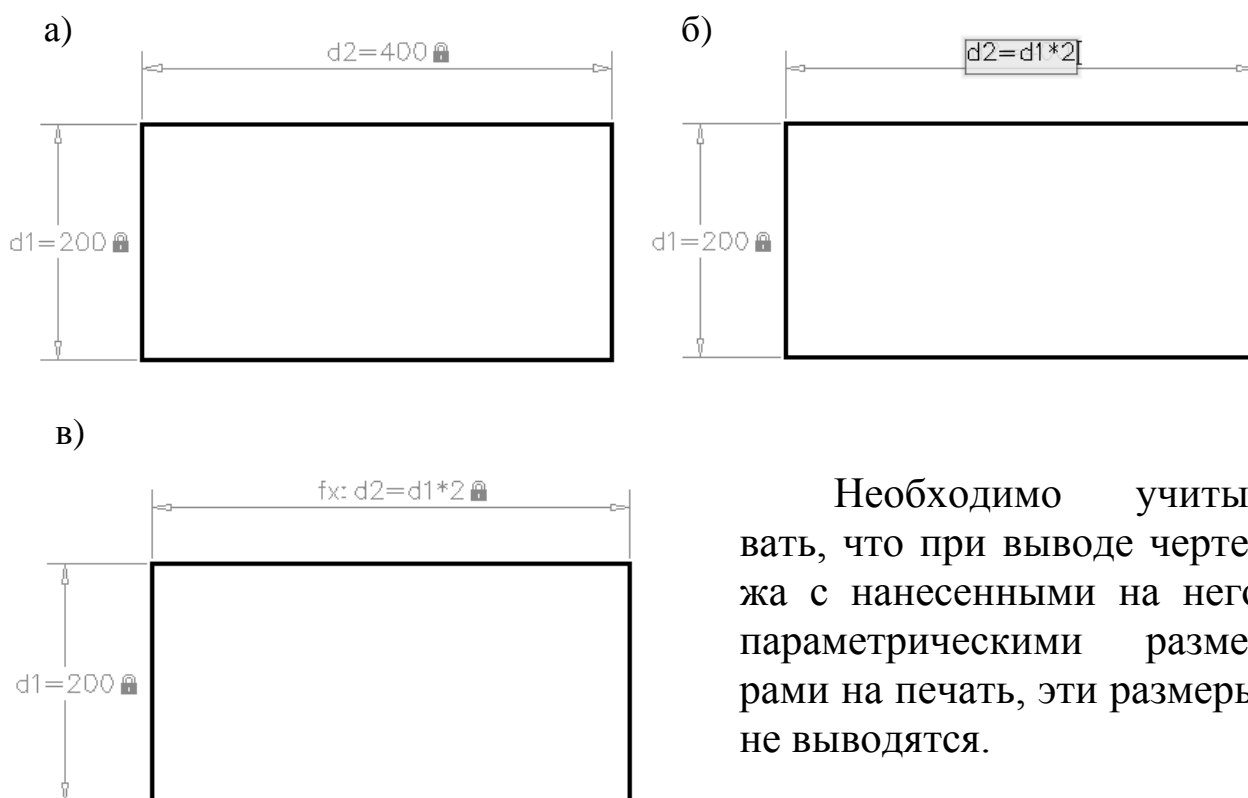 а)
d2=400
d1=200
б)
d2=d1*2
d1=200
в)
fx: d2=d1*2
d1=200
Необходимо учиты
вать, что при выводе черте
жа с нанесенными на него
параметрическими разме
рами на печать, эти размеры
не выводятся.